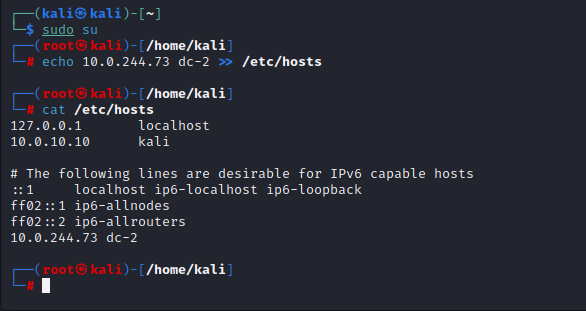 ┌──(kali㉿kali)-[~]
└─$ sudo su
┌──(root㉿kali)-[/home/kali]
└─# echo 10.0.244.73 dc-2 >> /etc/hosts
┌──(root㉿kali)-[/home/kali]
└─# cat /etc/hosts
127.0.0.1       localhost
10.0.10.10      kali
# The following lines are desirable for IPv6 capable hosts
::1     localhost ip6-localhost ip6-loopback
ff02::1 ip6-allnodes
ff02::2 ip6-allrouters
10.0.244.73 dc-2
┌──(root㉿kali)-[/home/kali]
└─#